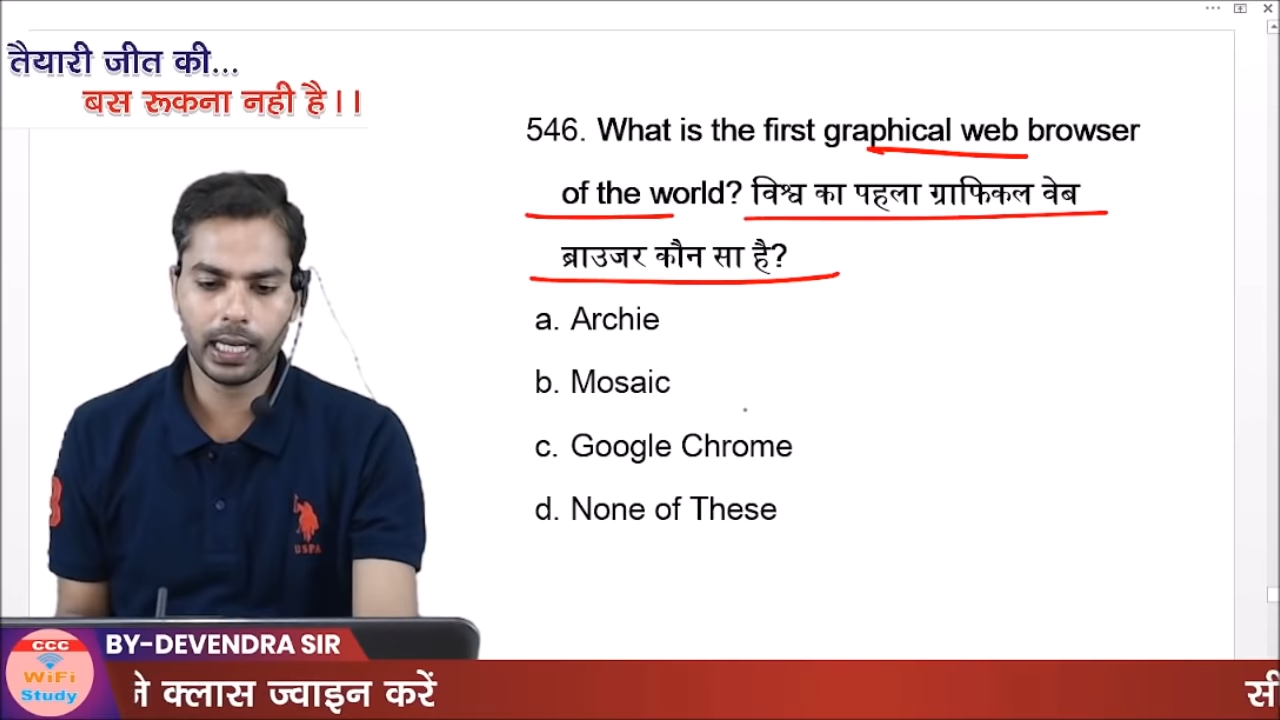 तैयारी जीत की...
बस रूकना नही है।।
546. What is the first graphical web browser
of the world? विश्व का पहला ग्राफिकल वेब
ब्राउजर कौन सा है?
a. Archie
b. Mosaic
c. Google Chrome
d. None of These
USPA
BY-DEVENDRA SIR
CCC
WiFi
Study
क्लास ज्वाइन करें